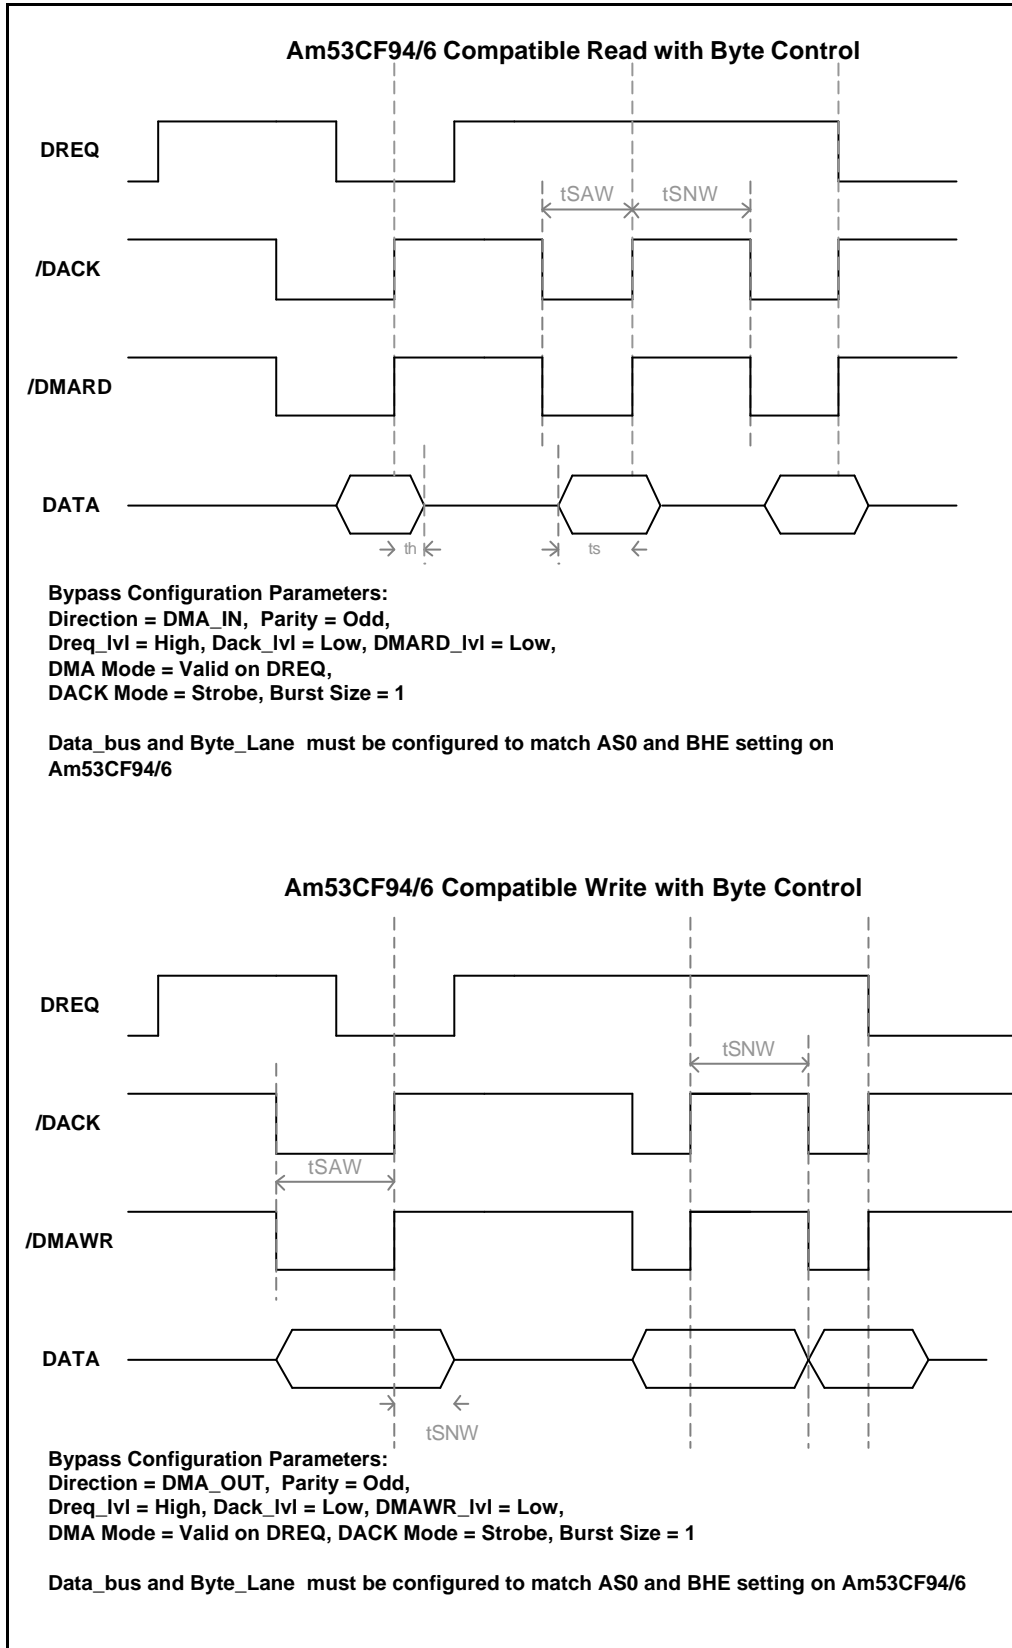 Am53CF94/6 Compatible Read with Byte Control
DREQ
tSAW
tSNW
/DACK
/DMARD
DATA
th
ts
Bypass Configuration Parameters:
Direction = DMA_IN,  Parity = Odd,
Dreq_lvl = High, Dack_lvl = Low, DMARD_lvl = Low,
DMA Mode = Valid on DREQ,
DACK Mode = Strobe, Burst Size = 1
Data_bus and Byte_Lane  must be configured to match AS0 and BHE setting on
Am53CF94/6
Am53CF94/6 Compatible Write with Byte Control
DREQ
tSNW
/DACK
tSAW
/DMAWR
DATA
tSNW
Bypass Configuration Parameters:
Direction = DMA_OUT,  Parity = Odd,
Dreq_lvl = High, Dack_lvl = Low, DMAWR_lvl = Low,
DMA Mode = Valid on DREQ, DACK Mode = Strobe, Burst Size = 1
Data_bus and Byte_Lane  must be configured to match AS0 and BHE setting on Am53CF94/6